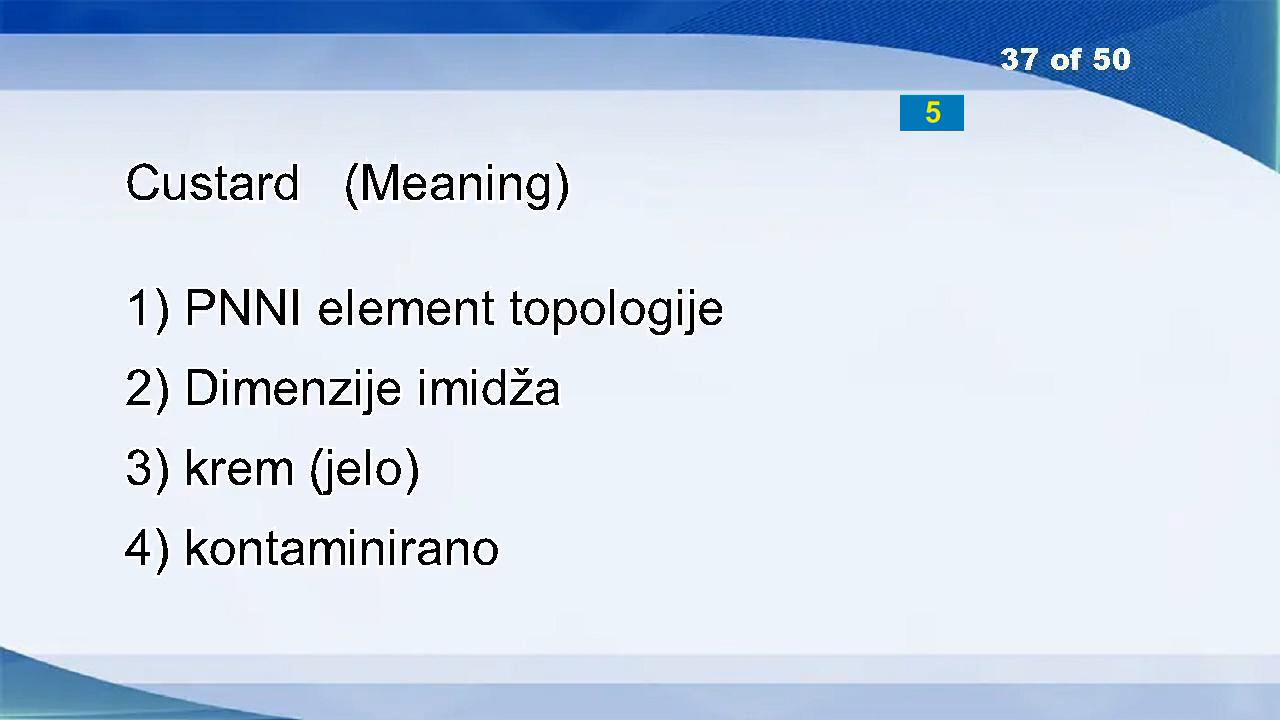 37 of 50
5
Custard (Meaning)
1) PNNI element topologije
2) Dimenzije imidža
3) krem (jelo)
4) kontaminirano